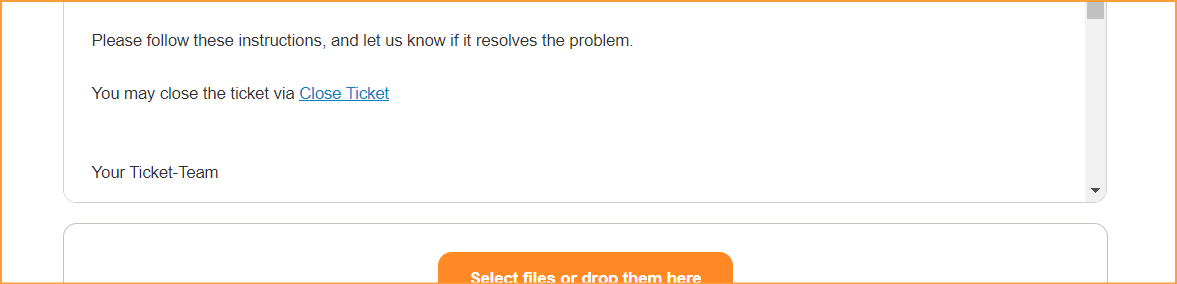 Please follow these instructions, and let us know if it resolves the problem.
You may close the ticket via Close Ticket
Your Ticket-Team
Select files or drop them here